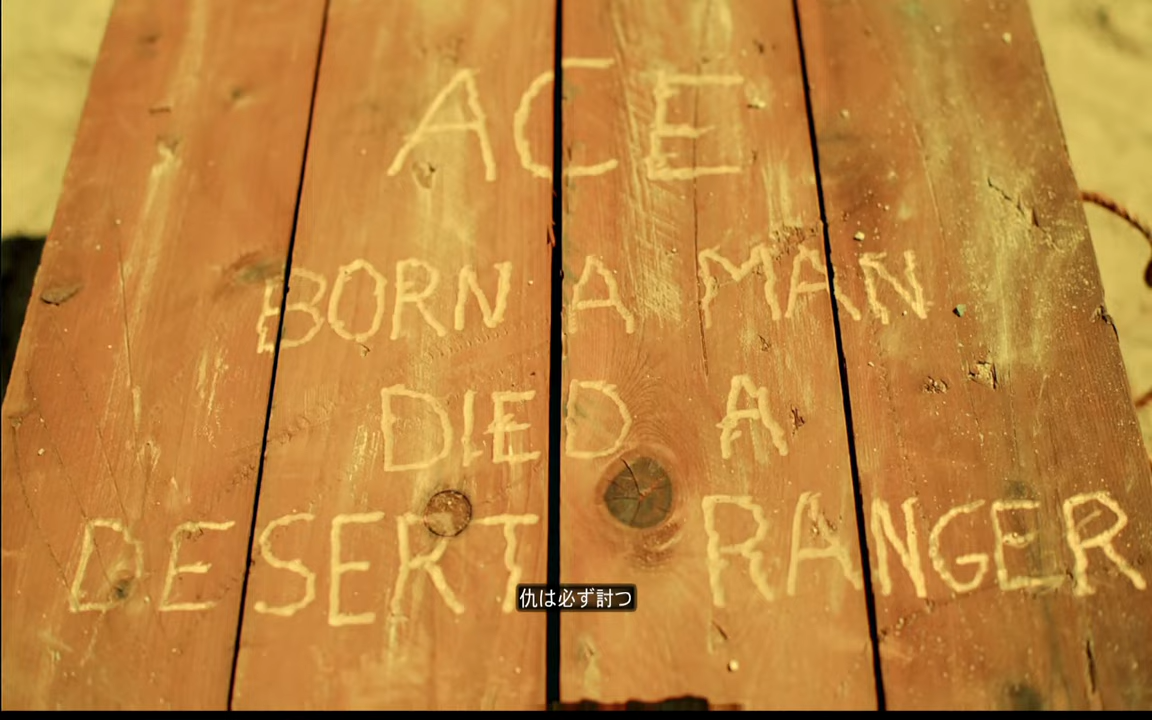 ACE
BORN A MAN
DIED A
DESERT RANGER
仇は必ず討つ